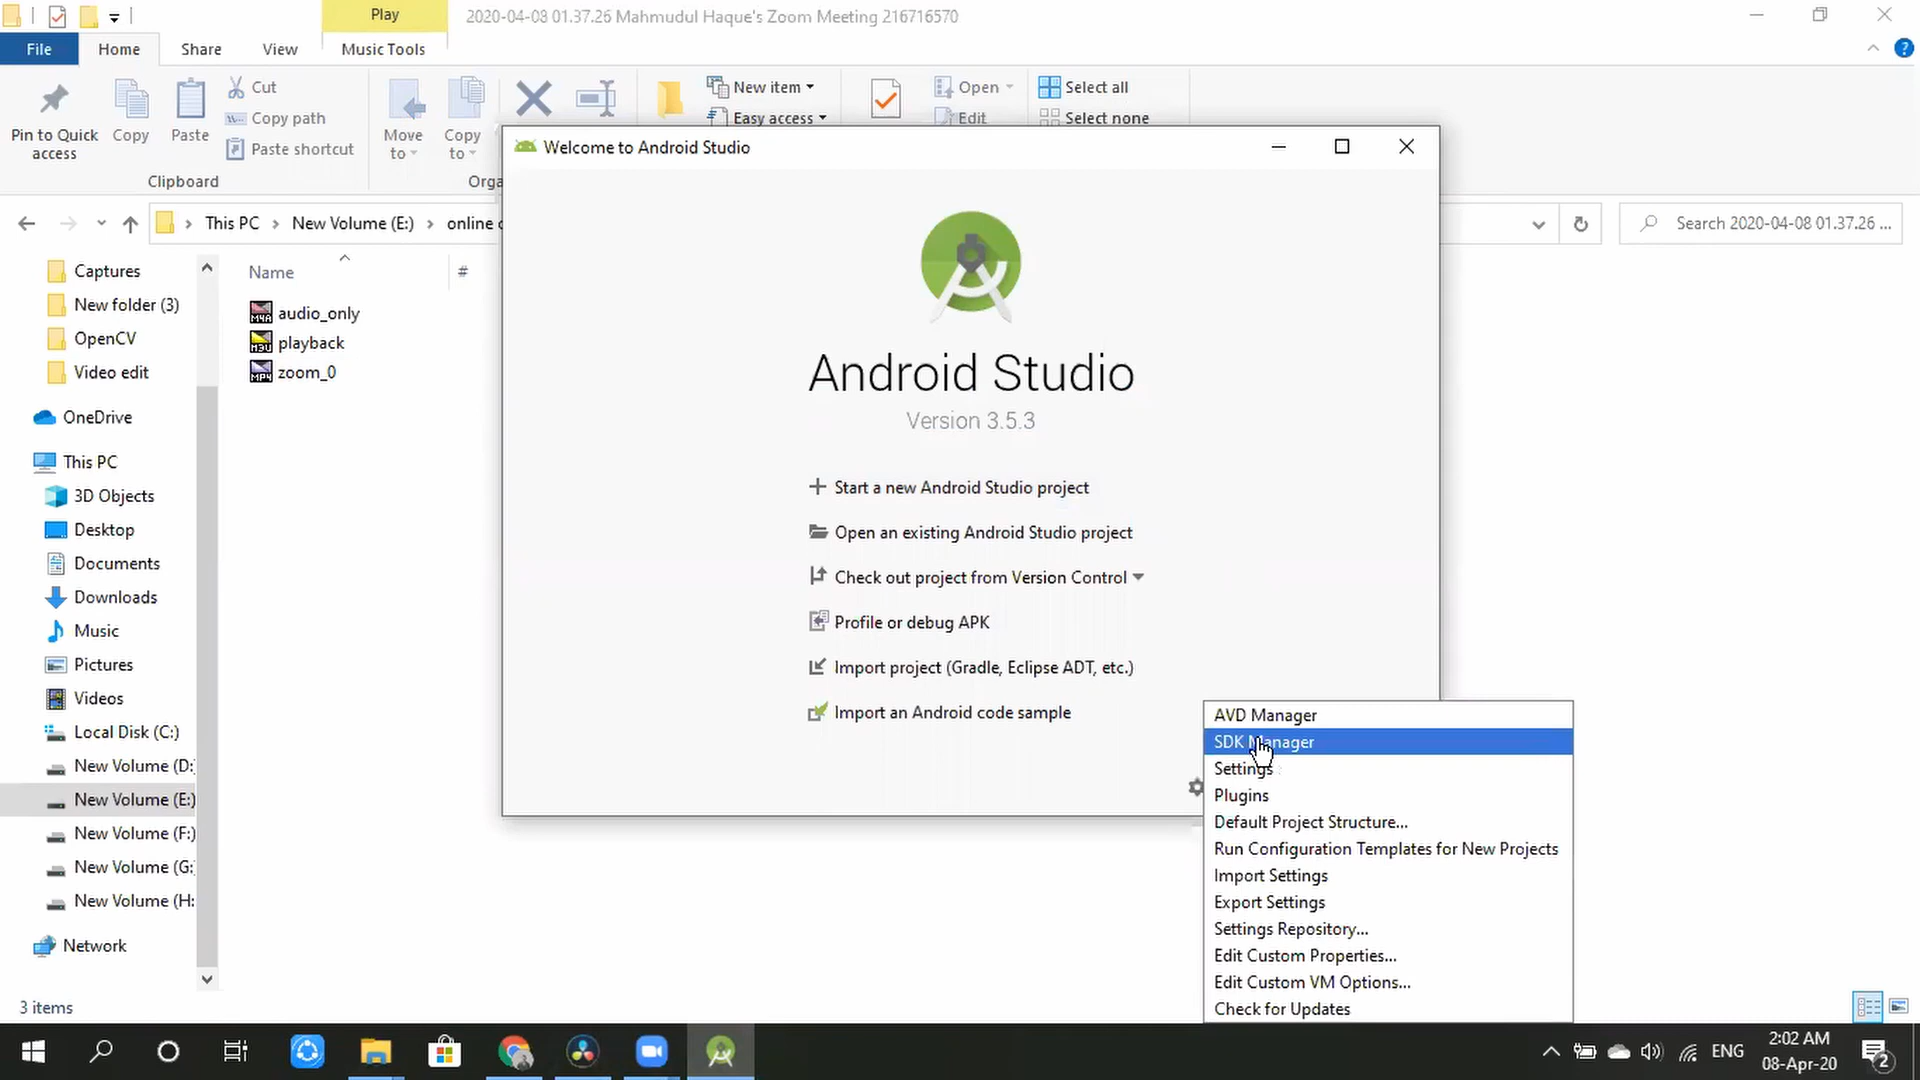 Play
2020-04-08 01.37.26 Mahmudul Haque's Zoom Meeting 216716570
File
Home
Share
View
Music Tools
Pin to Quick access
Copy
Paste
Cut
Copy path
Paste shortcut
Clipboard
Move to
Copy to
Orga
New item
Easy access
Open
Edit
Select all
Select none
This PC
New Volume (E:)
online c
Search 2020-04-08 01.37.26 ...
Captures
New folder (3)
OpenCV
Video edit
OneDrive
This PC
3D Objects
Desktop
Documents
Downloads
Music
Pictures
Videos
Local Disk (C:)
New Volume (D:
New Volume (E:)
New Volume (F:)
New Volume (G:
New Volume (H:
Network
3 items
Name
#
audio_only
playback
zoom_0
M4A
M3U
MP4
Welcome to Android Studio
Android Studio
Version 3.5.3
Start a new Android Studio project
Open an existing Android Studio project
Check out project from Version Control
Profile or debug APK
Import project (Gradle, Eclipse ADT, etc.)
Import an Android code sample
AVD Manager
SDK Manager
Settings
Plugins
Default Project Structure...
Run Configuration Templates for New Projects
Import Settings
Export Settings
Settings Repository...
Edit Custom Properties...
Edit Custom VM Options...
Check for Updates
ENG
2:02 AM
08-Apr-20
2